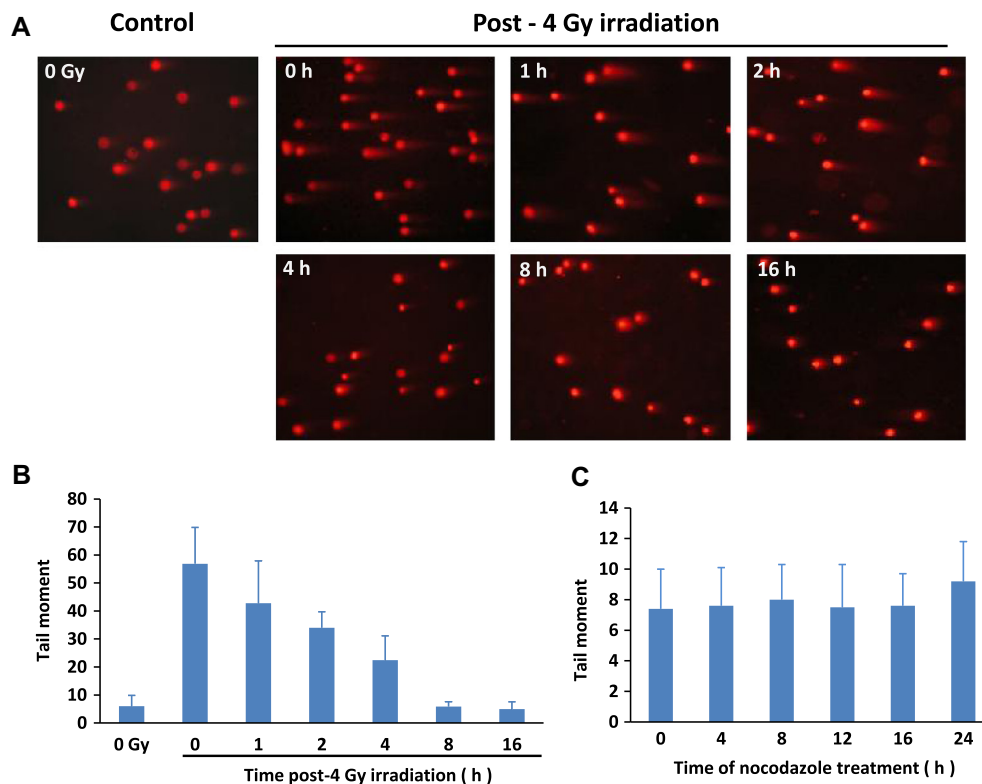 A
Control
Post - 4 Gy irradiation
0 Gy
0 h
1 h
2 h
4 h
8 h
16 h
B
Tail moment
80
70
60
50
40
30
20
10
0
0 Gy 0 1 2 4 8 16
Time post-4 Gy irradiation ( h )
C
Tail moment
14
12
10
8
6
4
2
0
0 4 8 12 16 24
Time of nocodazole treatment ( h )